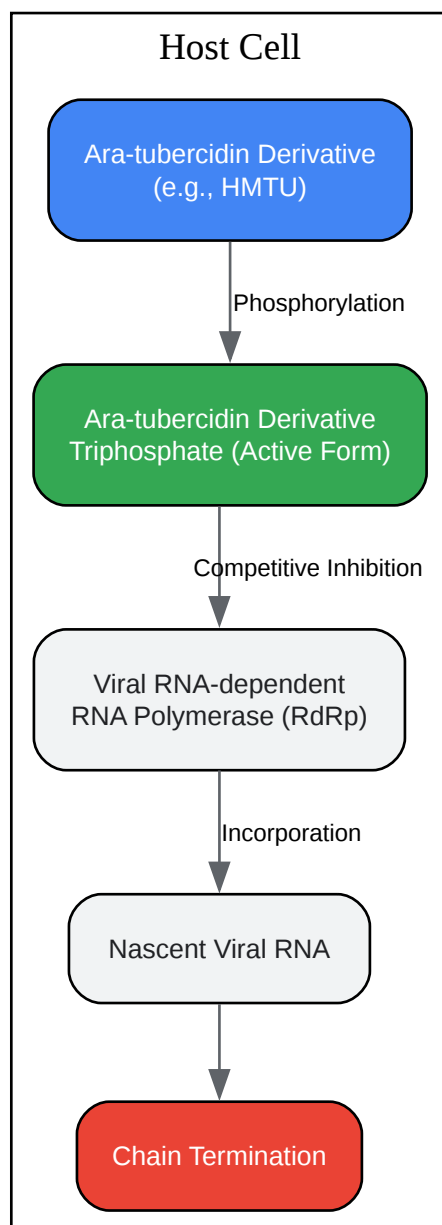 Host Cell
Ara-tubercidin Derivative
(e.g., HMTU)
Phosphorylation
Ara-tubercidin Derivative
Triphosphate (Active Form)
Competitive Inhibition
Viral RNA-dependent
RNA Polymerase (RdRp)
Incorporation
Nascent Viral RNA
Chain Termination